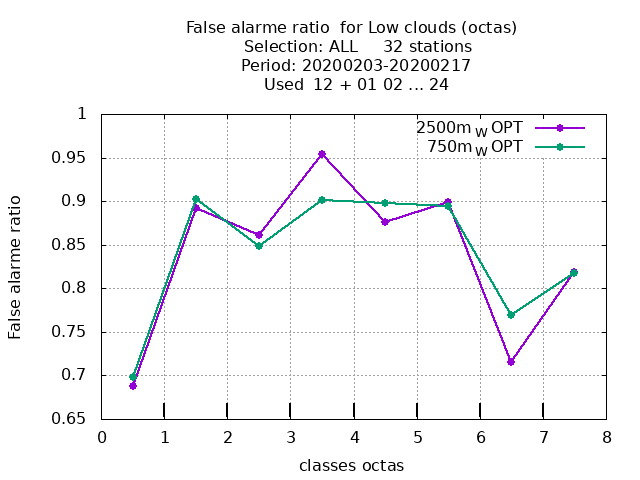 False alarme ratio  for Low clouds (octas)
Selection: ALL     32 stations
Period: 20200203-20200217
Used  12 + 01 02 ... 24
2500m W OPT
750m W OPT
1
0.95
0.9
0.85
0.8
0.75
0.7
0.65
False alarme ratio
0 1 2 3 4 5 6 7 8
classes octas